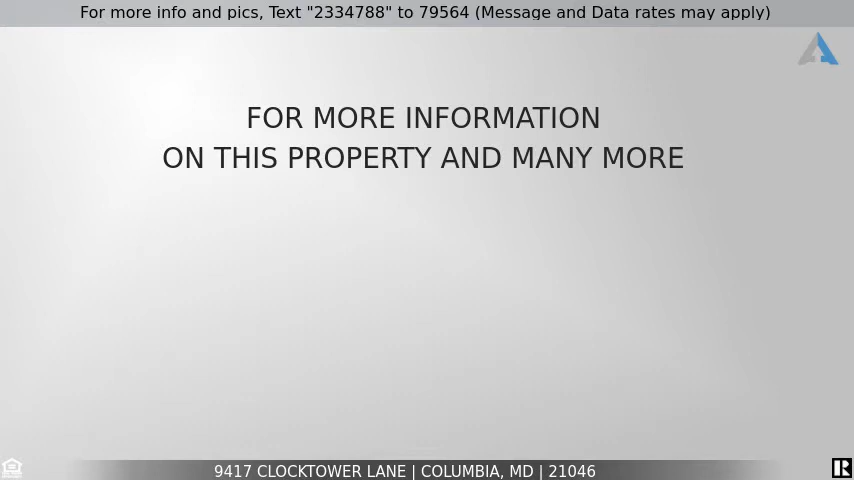 For more info and pics, Text "2334788" to 79564 (Message and Data rates may apply)
FOR MORE INFORMATION
ON THIS PROPERTY AND MANY MORE
9417 CLOCKTOWER LANE | COLUMBIA, MD | 21046